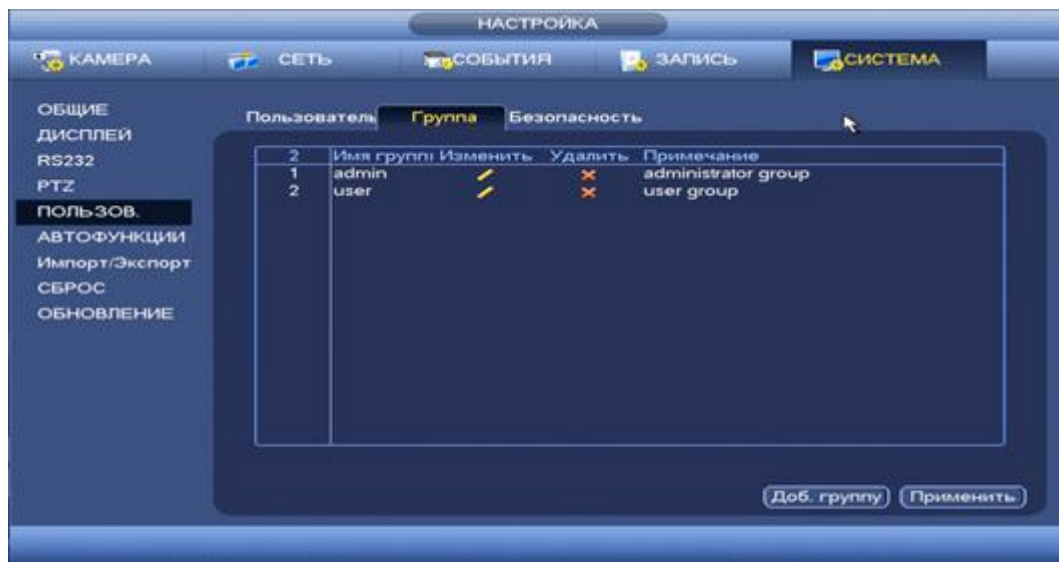 НАСТРОЙКА
КАМЕРА СЕТЬ СОБЫТИЯ ЗАПИСЬ СИСТЕМА
ОБЩИЕ
ДИСПЛЕЙ
RS232
PTZ
ПОЛЬЗОВ.
АВТОФУНКЦИИ
Импорт/Экспорт
СБРОС
ОБНОВЛЕНИЕ
Пользователь Группа Безопасность
2 Имя группı Изменить Удалить Примечание
1 admin administrator group
2 user user group
Доб. группу Применить